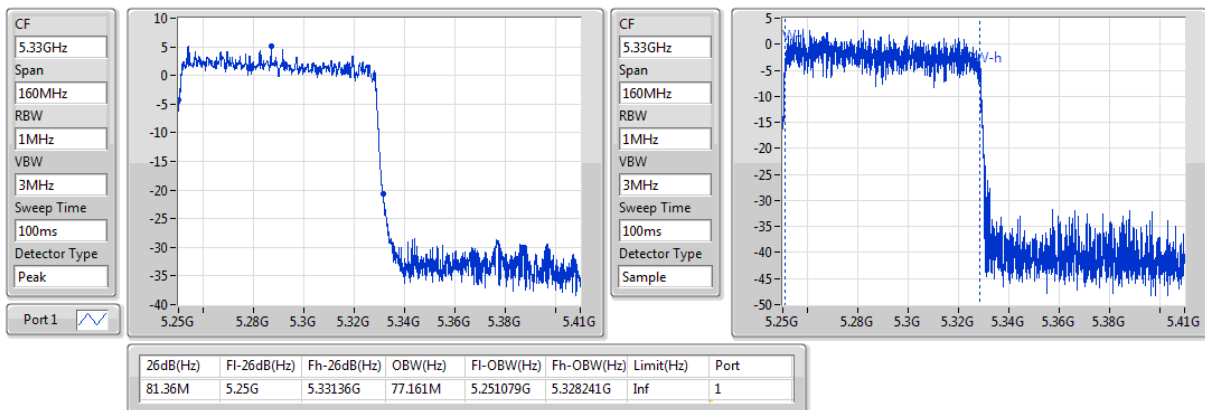 CF
5.33GHz
Span
160MHz
RBW
1MHz
VBW
3MHz
Sweep Time
100ms
Detector Type
Peak
Port 1
10
5
0
-5
-10
-15
-20
-25
-30
-35
-40
5.25G 5.28G 5.3G 5.32G 5.34G 5.36G 5.38G 5.41G
CF
5.33GHz
Span
160MHz
RBW
1MHz
VBW
3MHz
Sweep Time
100ms
Detector Type
Sample
5
0
-5
-10
-15
-20
-25
-30
-35
-40
-45
-50
V-h
5.25G 5.28G 5.3G 5.32G 5.34G 5.36G 5.38G 5.41G
26dB(Hz) Fl-26dB(Hz) Fh-26dB(Hz) OBW(Hz) Fl-OBW(Hz) Fh-OBW(Hz) Limit(Hz) Port
81.36M 5.25G 5.33136G 77.161M 5.251079G 5.328241G Inf 1